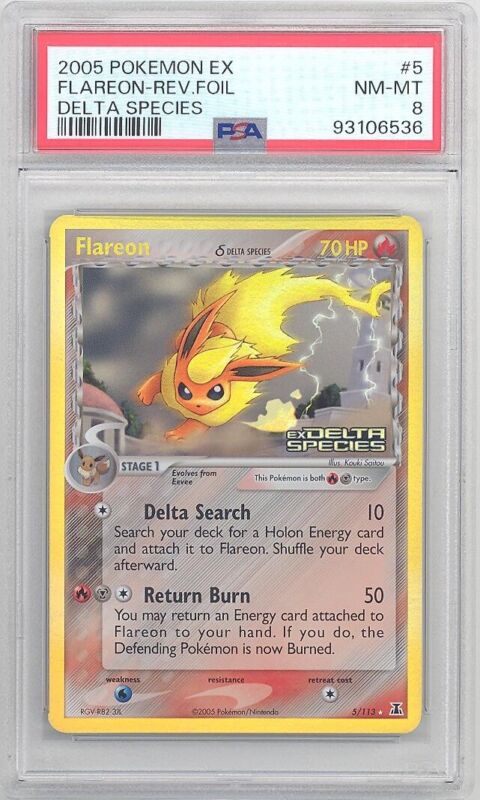 2005 POKEMON EX #5
FLAREON-REV.FOIL NM-MT
DELTA SPECIES 8
PSA 93106536
Flareon δ DELTA SPECIES 70 HP
EX DELTA
SPECIES
Illus. Kouki Saitou
STAGE 1
Evolves from
Eevee
This Pokémon is both type.
Delta Search 10
Search your deck for a Holon Energy card
and attach it to Flareon. Shuffle your deck
afterward.
Return Burn 50
You may return an Energy card attached to
Flareon to your hand. If you do, the
Defending Pokémon is now Burned.
weakness resistance retreat cost
©2005 Pokémon/Nintendo 5/113 ★